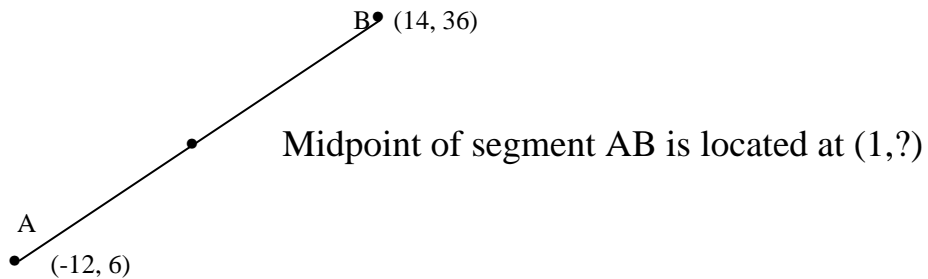 B (14, 36)
Midpoint of segment AB is located at (1,?)
A
(-12, 6)